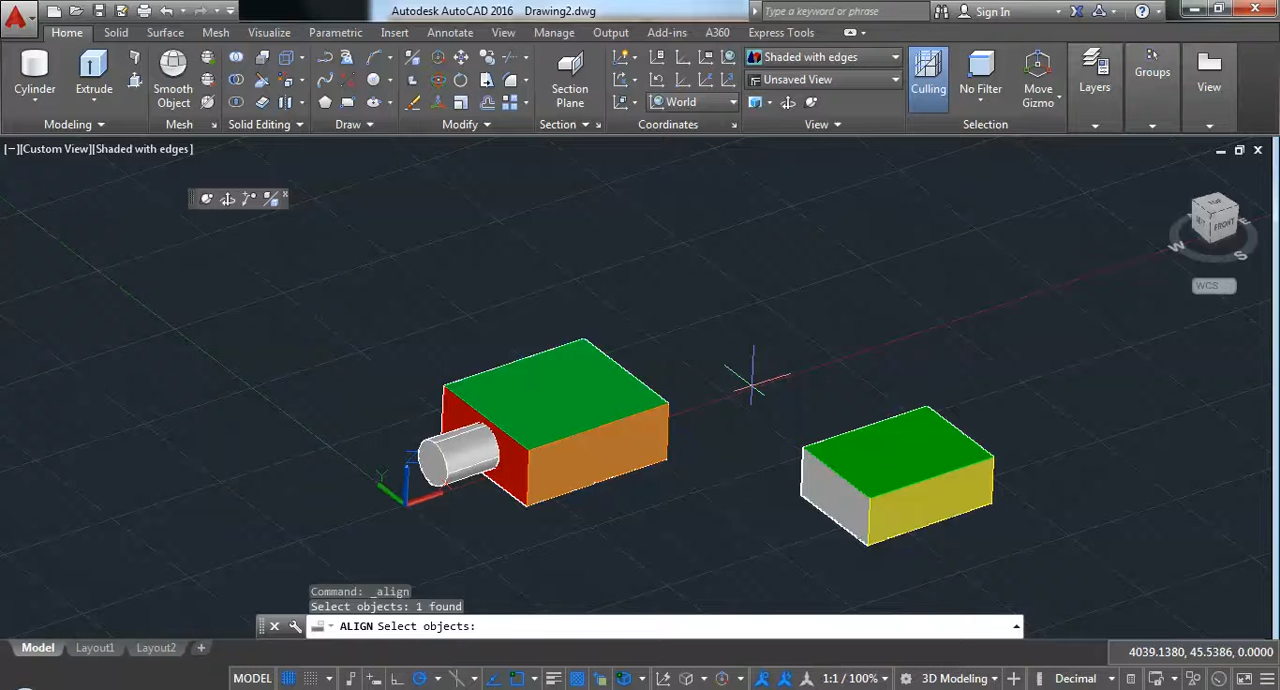 Autodesk AutoCAD 2016 Drawing2.dwg
Type a keyword or phrase
Sign In
Home Solid Surface Mesh Visualize Parametric Insert Annotate View Manage Output Add-ins A360 Express Tools
Cylinder
Extrude
Smooth
Object
Section
Plane
Shaded with edges
Unsaved View
World
Culling
No Filter
Move
Gizmo
Layers
Groups
View
Modeling
Mesh
Solid Editing
Draw
Modify
Section
Coordinates
View
Selection
[−][Custom View][Shaded with edges]
TOP
LEFT
FRONT
W
E
S
WCS
Z
Y
Command: _align
Select objects: 1 found
ALIGN Select objects:
Model Layout1 Layout2 +
4039.1380, 45.5386, 0.0000
MODEL
1:1 / 100%
3D Modeling
Decimal